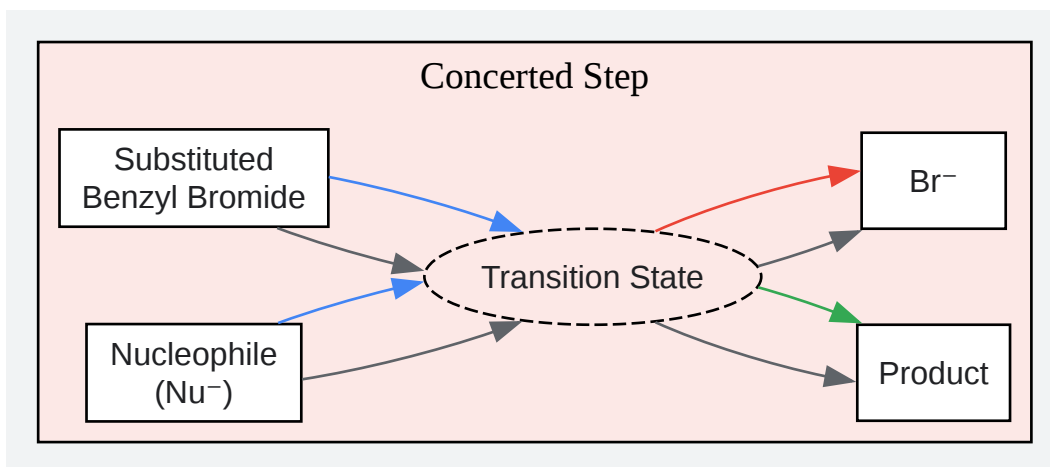 Concerted Step
Substituted
Benzyl Bromide
Br⁻
Transition State
Nucleophile
(Nu⁻)
Product